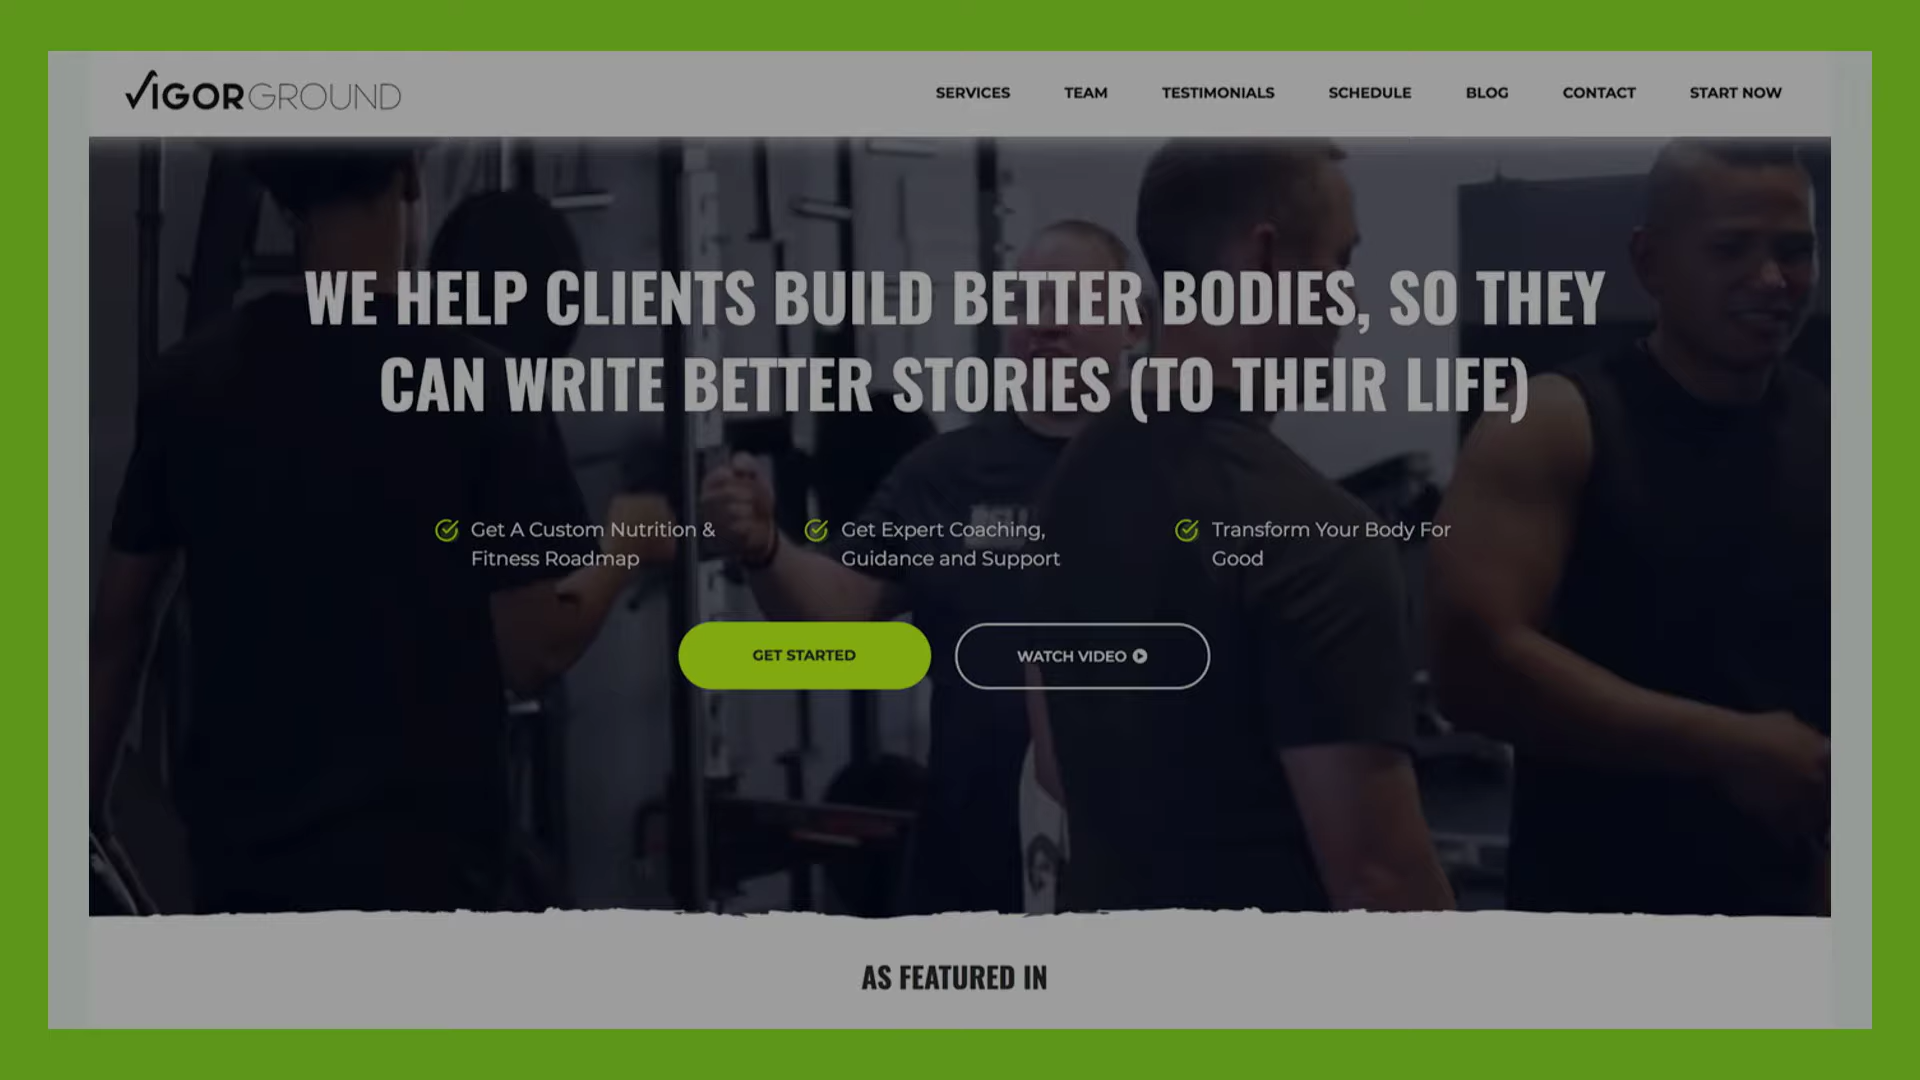 VIGORGROUND
SERVICES TEAM TESTIMONIALS SCHEDULE BLOG CONTACT START NOW
WE HELP CLIENTS BUILD BETTER BODIES, SO THEY
CAN WRITE BETTER STORIES (TO THEIR LIFE)
Get A Custom Nutrition &
Fitness Roadmap
Get Expert Coaching,
Guidance and Support
Transform Your Body For
Good
GET STARTED
WATCH VIDEO
AS FEATURED IN